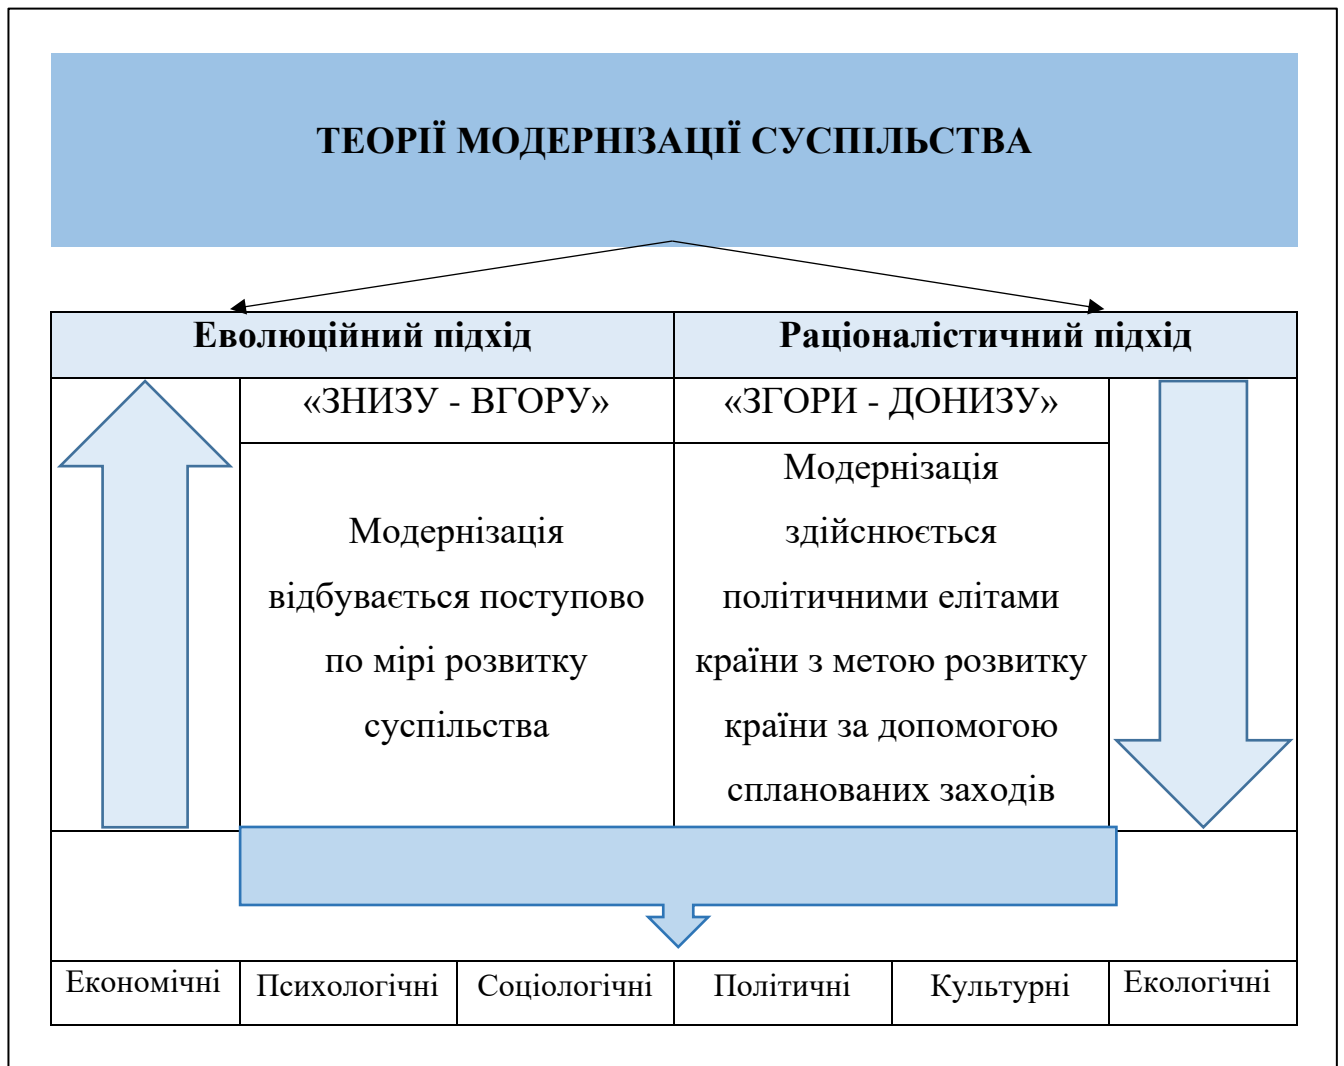 ТЕОРІЇ МОДЕРНІЗАЦІЇ СУСПІЛЬСТВА
Еволюційний підхід
Раціоналістичний підхід
«ЗНИЗУ - ВГОРУ»
«ЗГОРИ - ДОНИЗУ»
Модернізація
відбувається поступово
по мірі розвитку
суспільства
Модернізація
здійснюється
політичними елітами
країни з метою розвитку
країни за допомогою
спланованих заходів
Економічні
Психологічні
Соціологічні
Політичні
Культурні
Екологічні